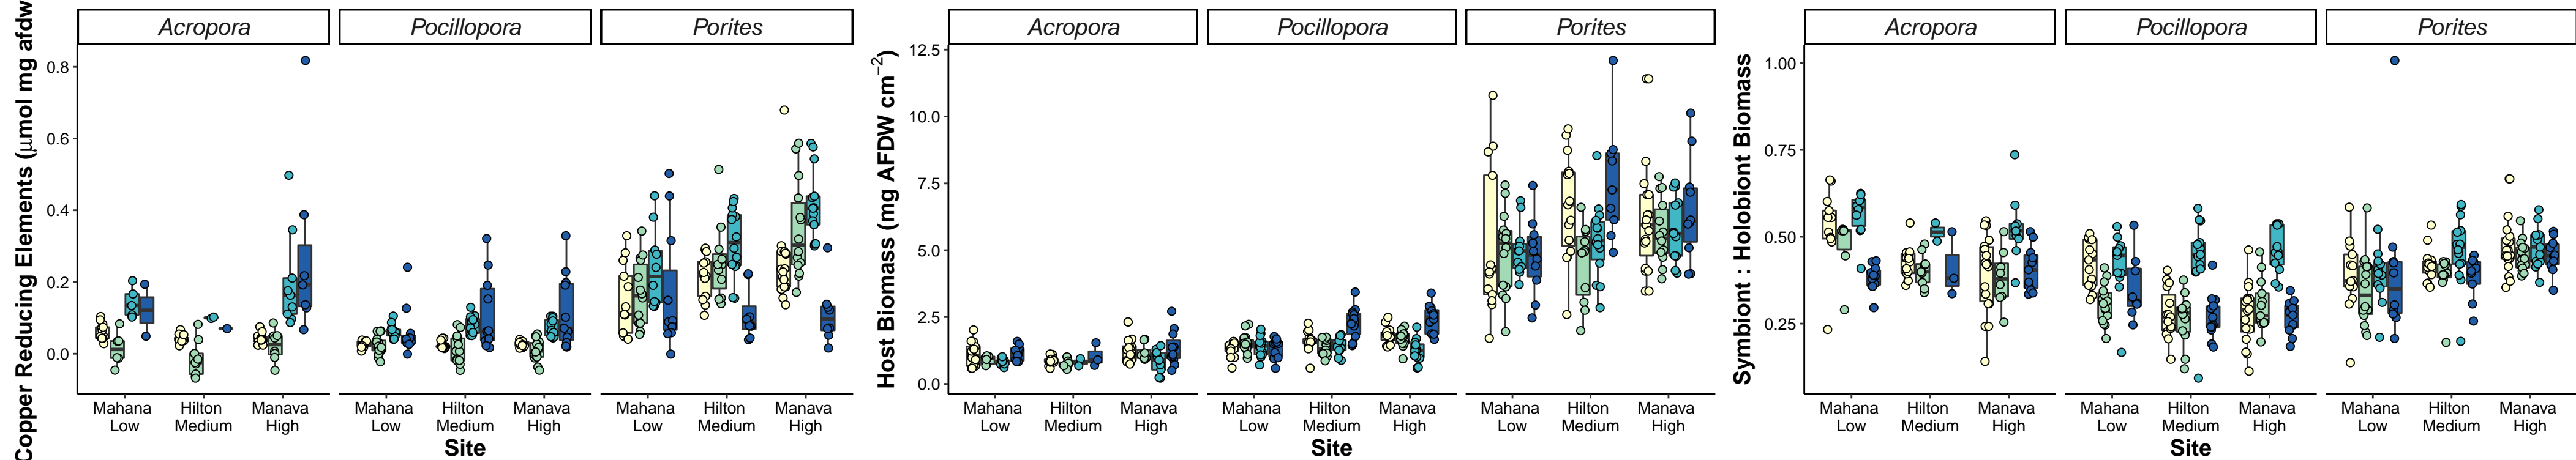 Copper Reducing Elements (μmol mg afdw
Acropora Pocillopora Porites
0.8
0.6
0.4
0.2
0.0
Mahana Hilton Manava Mahana Hilton Manava Mahana Hilton Manava
Low Medium High Low Medium High Low Medium High
Site
Host Biomass (mg AFDW cm⁻²)
Acropora Pocillopora Porites
12.5
10.0
7.5
5.0
2.5
0.0
Mahana Hilton Manava Mahana Hilton Manava Mahana Hilton Manava
Low Medium High Low Medium High Low Medium High
Site
Symbiont : Holobiont Biomass
Acropora Pocillopora Porites
1.00
0.75
0.50
0.25
Mahana Hilton Manava Mahana Hilton Manava Mahana Hilton Manava
Low Medium High Low Medium High Low Medium High
Site